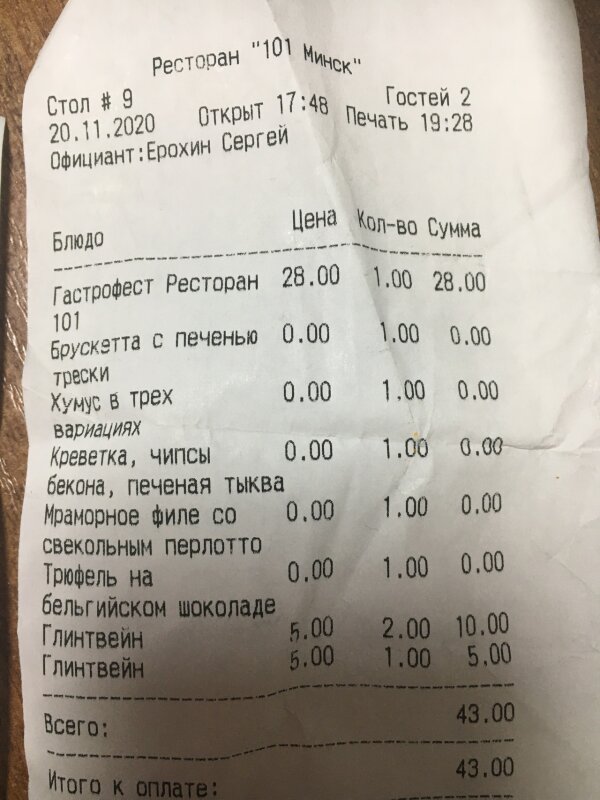 Ресторан "101 Минск"
Стол # 9 Гостей 2
20.11.2020 Открыт 17:48 Печать 19:28
Официант:Ерохин Сергей
Блюдо Цена Кол-во Сумма
Гастрофест Ресторан 28.00 1.00 28.00
101
Брускетта с печенью 0.00 1.00 0.00
трески
Хумус в трех 0.00 1.00 0.00
вариациях
Креветка, чипсы 0.00 1.00 0.00
бекона, печеная тыква
Мраморное филе со 0.00 1.00 0.00
свекольным перлотто
Трюфель на 0.00 1.00 0.00
бельгийском шоколаде
Глинтвейн 5.00 2.00 10.00
Глинтвейн 5.00 1.00 5.00
Всего: 43.00
Итого к оплате: 43.00